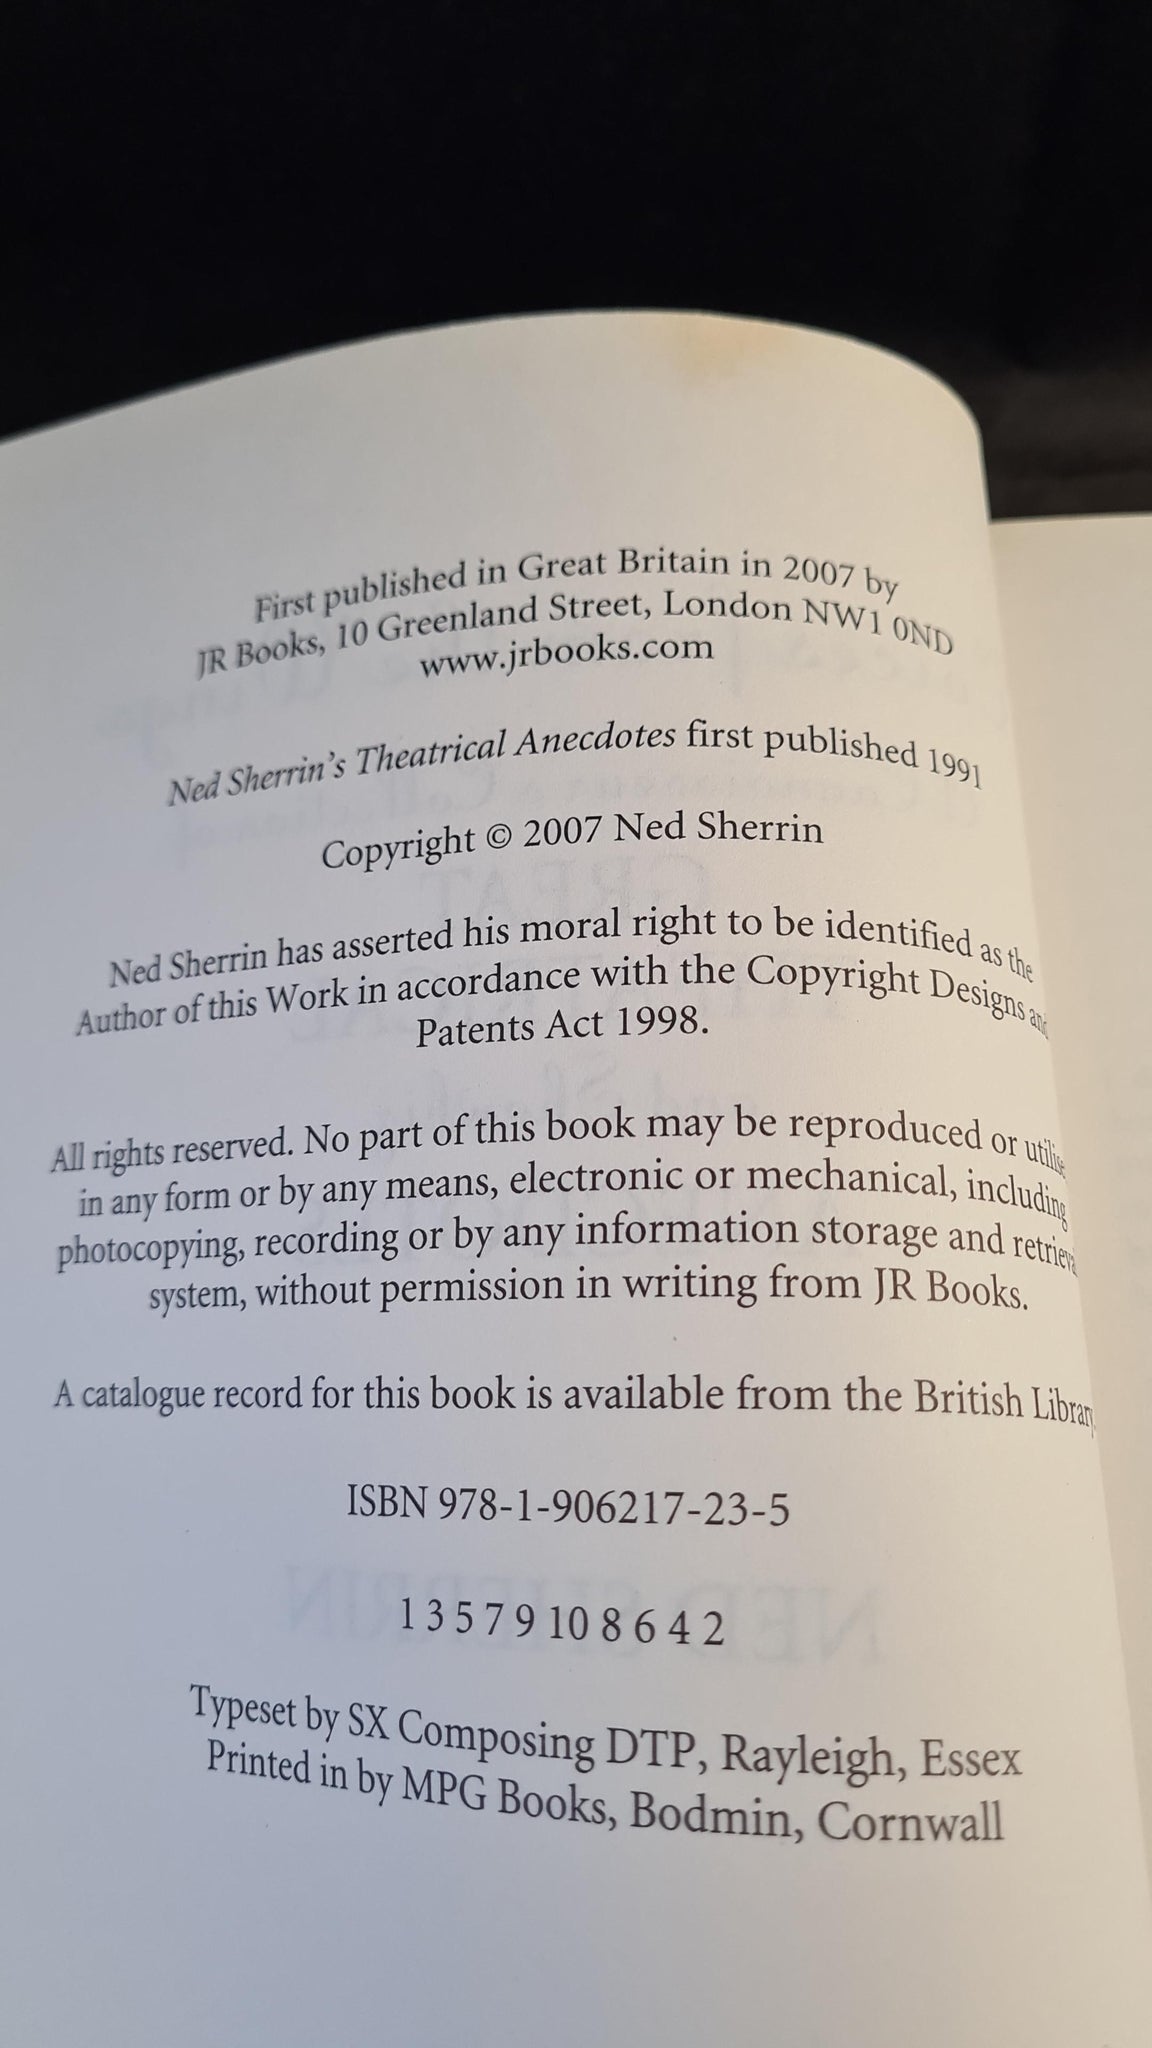 First published in Great Britain in 2007 by
JR Books, 10 Greenland Street, London NW1 0ND
www.jrbooks.com
Ned Sherrin's Theatrical Anecdotes first published 1991
Copyright © 2007 Ned Sherrin
Ned Sherrin has asserted his moral right to be identified as the
Author of this Work in accordance with the Copyright Designs and
Patents Act 1998.
All rights reserved. No part of this book may be reproduced or utilise
in any form or by any means, electronic or mechanical, including
photocopying, recording or by any information storage and retrieva
system, without permission in writing from JR Books.
A catalogue record for this book is available from the British Library.
ISBN 978-1-906217-23-5
1 3 5 7 9 10 8 6 4 2
Typeset by SX Composing DTP, Rayleigh, Essex
Printed in by MPG Books, Bodmin, Cornwall